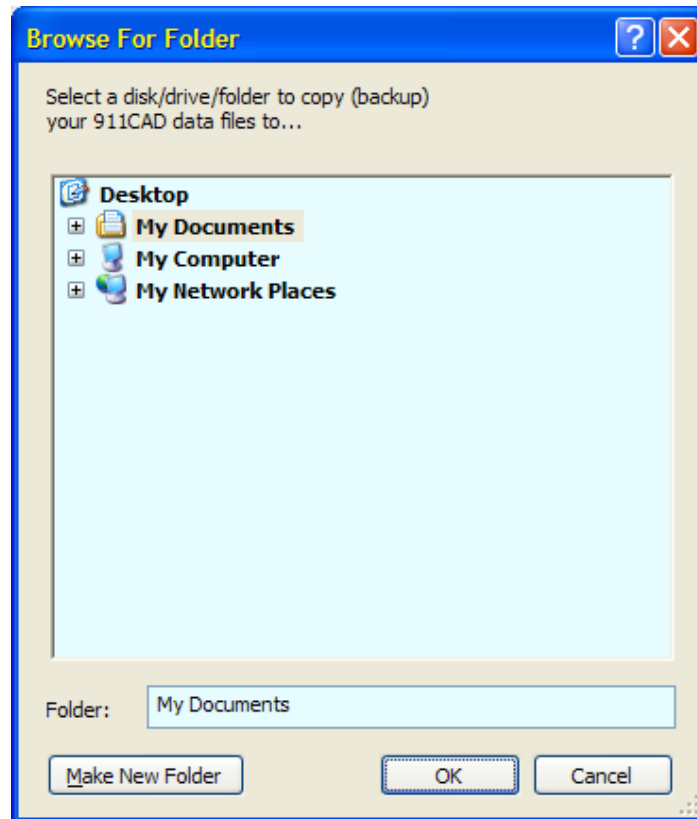 Browse For Folder
Select a disk/drive/folder to copy (backup)
your 911CAD data files to...
Desktop
My Documents
My Computer
My Network Places
Folder: My Documents
Make New Folder OK Cancel